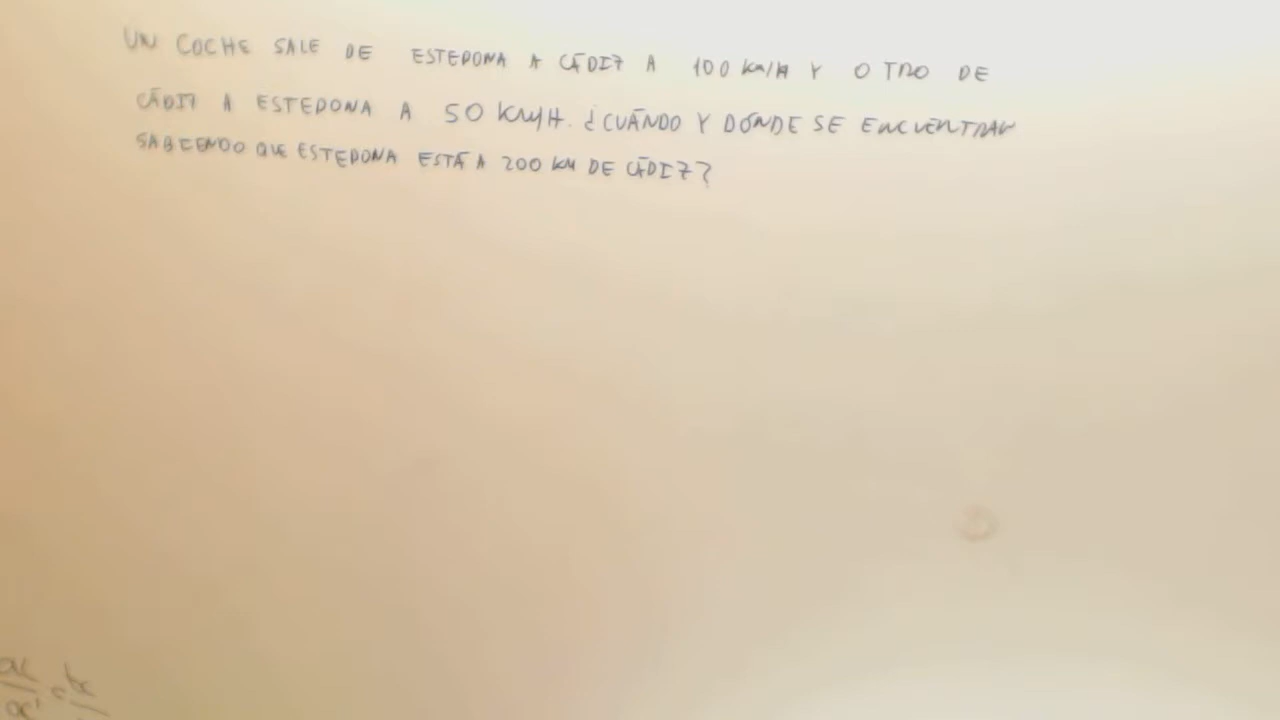 UN COCHE SALE DE ESTEPONA A CÁDIZ A 100 KM/H Y OTRO DE
CÁDIZ A ESTEPONA A 50 KM/H. ¿CUÁNDO Y DÓNDE SE ENCUENTRAN
SABIENDO QUE ESTEPONA ESTÁ A 200 KM DE CÁDIZ?